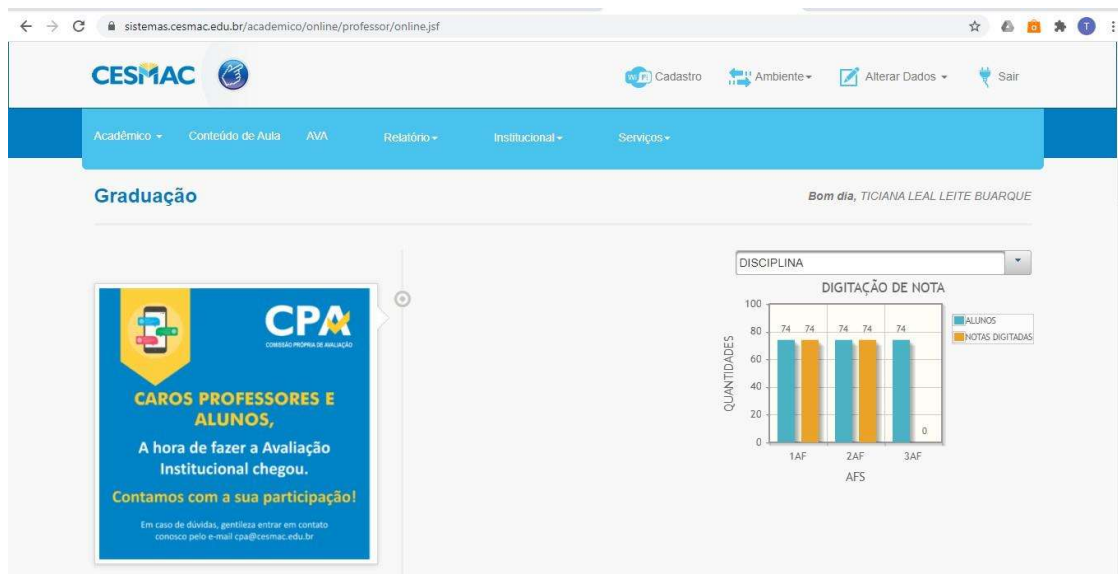 sistemas.cesmac.edu.br/academico/online/professor/online.jsf
T
CESMAC
Wi Fi Cadastro Ambiente Alterar Dados Sair
Acadêmico Conteúdo de Aula AVA Relatório Institucional Serviços
Graduação
Bom dia, TICIANA LEAL LEITE BUARQUE
CPA
COMISSÃO PRÓPRIA DE AVALIAÇÃO
CAROS PROFESSORES E
ALUNOS,
A hora de fazer a Avaliação
Institucional chegou.
Contamos com a sua participação!
Em caso de dúvidas, gentileza entrar em contato
conosco pelo e-mail cpa@cesmac.edu.br
DISCIPLINA
DIGITAÇÃO DE NOTA
QUANTIDADES
100
80
60
40
20
0
74 74 74 74 74 0
1AF 2AF 3AF
AFS
ALUNOS
NOTAS DIGITADAS